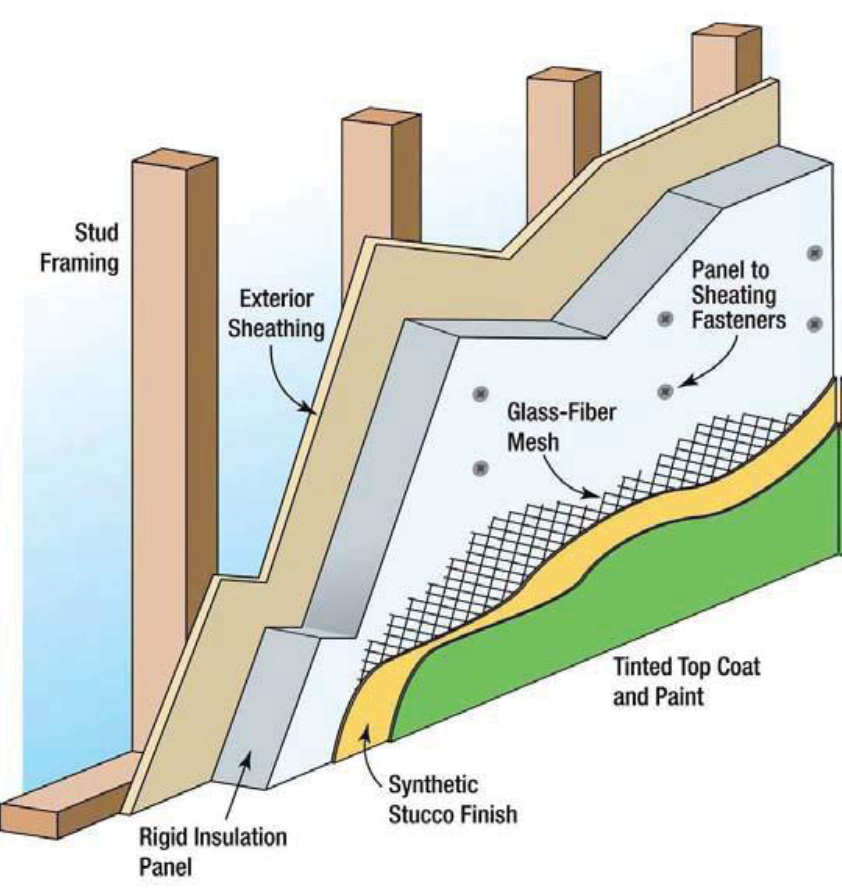 Stud
Framing
Exterior
Sheathing
Panel to
Sheating
Fasteners
Glass-Fiber
Mesh
Tinted Top Coat
and Paint
Synthetic
Stucco Finish
Rigid Insulation
Panel